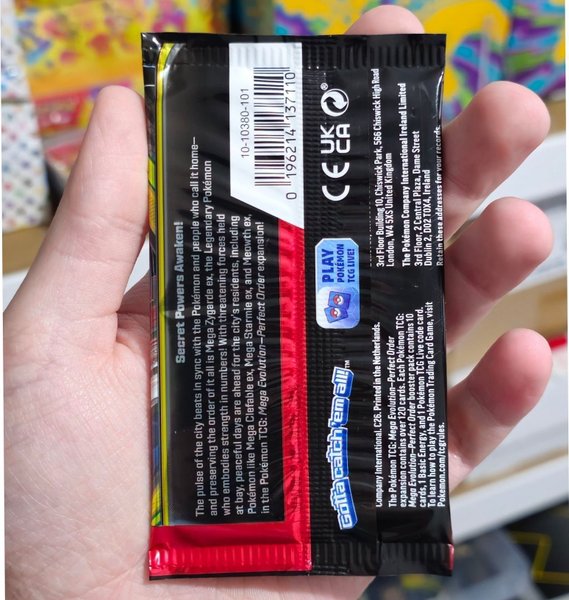 Secret Powers Awaken!
The pulse of the city beats in sync with the Pokémon and people who call it home—
and preserving the order of it all is Mega Zygarde ex, the Legendary Pokémon
who embodies strength in numbers! With threatening forces held
at bay, peaceful days are ahead for the city's residents, including
Pokémon like Mega Clefable ex, Mega Starmie ex, and Meowth ex,
in the Pokémon TCG: Mega Evolution—Perfect Order expansion!
10-10380-101
0 196214 137110
Gotta catch 'em all!™
PLAY
POKÉMON
TCG LIVE!
CE UK
CA
®
Company International. C26. Printed in the Netherlands.
The Pokémon TCG: Mega Evolution—Perfect Order
expansion contains over 120 cards. Each Pokémon TCG:
Mega Evolution—Perfect Order booster pack contains 10
cards, 1 Basic Energy, and 1 Pokémon TCG Live code card.
To learn how to play the Pokémon Trading Card Game, visit
Pokemon.com/tcgrules.
3rd Floor Building 10, Chiswick Park, 566 Chiswick High Road
London, W4 5XS United Kingdom
The Pokémon Company International Ireland Limited
3rd Floor, 2 Central Plaza, Dame Street
Dublin 2, D02 T0X4, Ireland
Retain these addresses for your records.